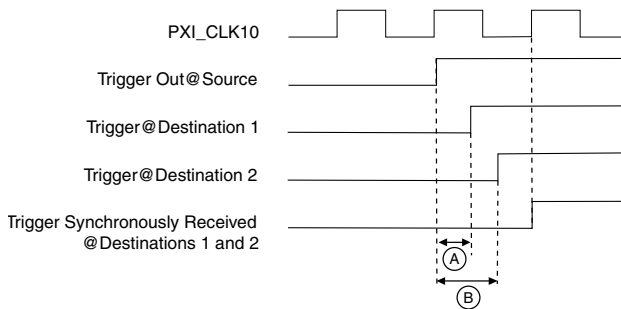 PXI_CLK10
Trigger Out@Source
Trigger@Destination 1
Trigger@Destination 2
Trigger Synchronously Received
@Destinations 1 and 2
A
B